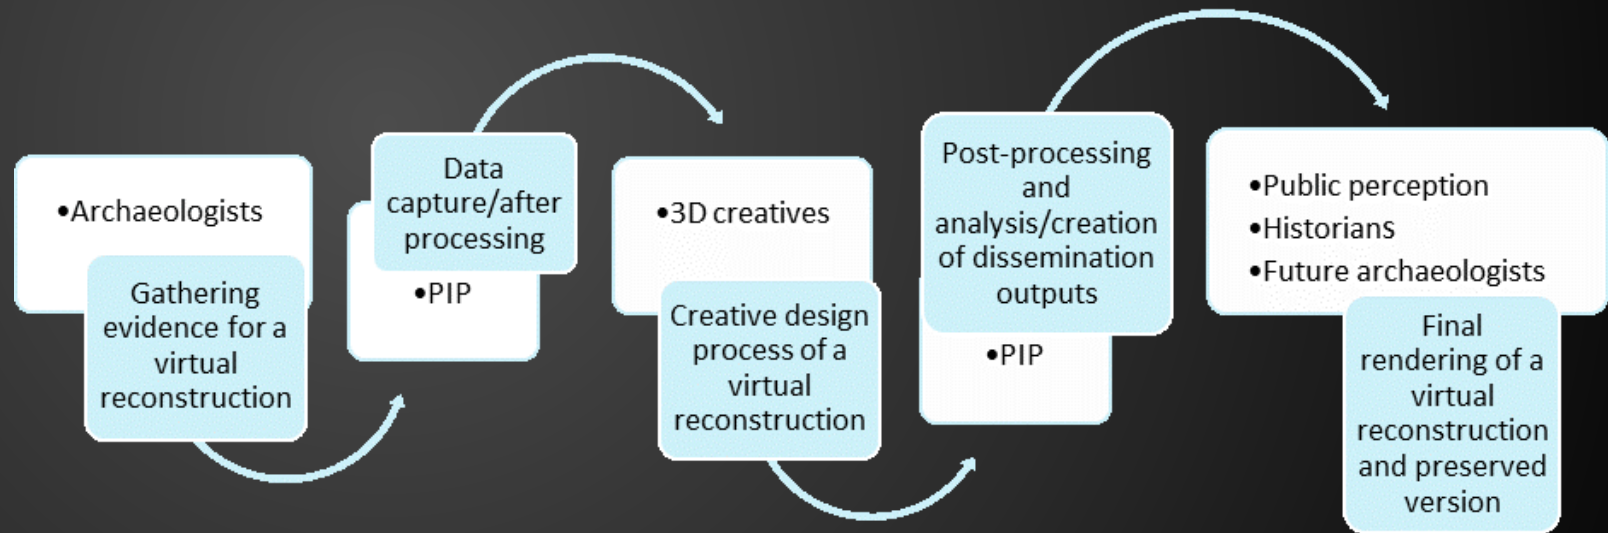 •Archaeologists
Gathering
evidence for a
virtual
reconstruction
Data
capture/after
processing
•PIP
•3D creatives
Creative design
process of a
virtual
reconstruction
Post-processing
and
analysis/creation
of dissemination
outputs
•PIP
•Public perception
•Historians
•Future archaeologists
Final
rendering of a
virtual
reconstruction
and preserved
version